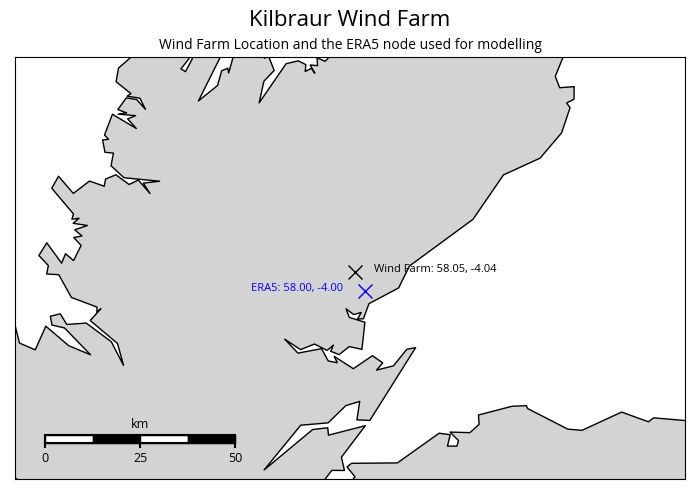 Kilbraur Wind Farm
Wind Farm Location and the ERA5 node used for modelling
Wind Farm: 58.05, -4.04
ERA5: 58.00, -4.00
km
0 25 50